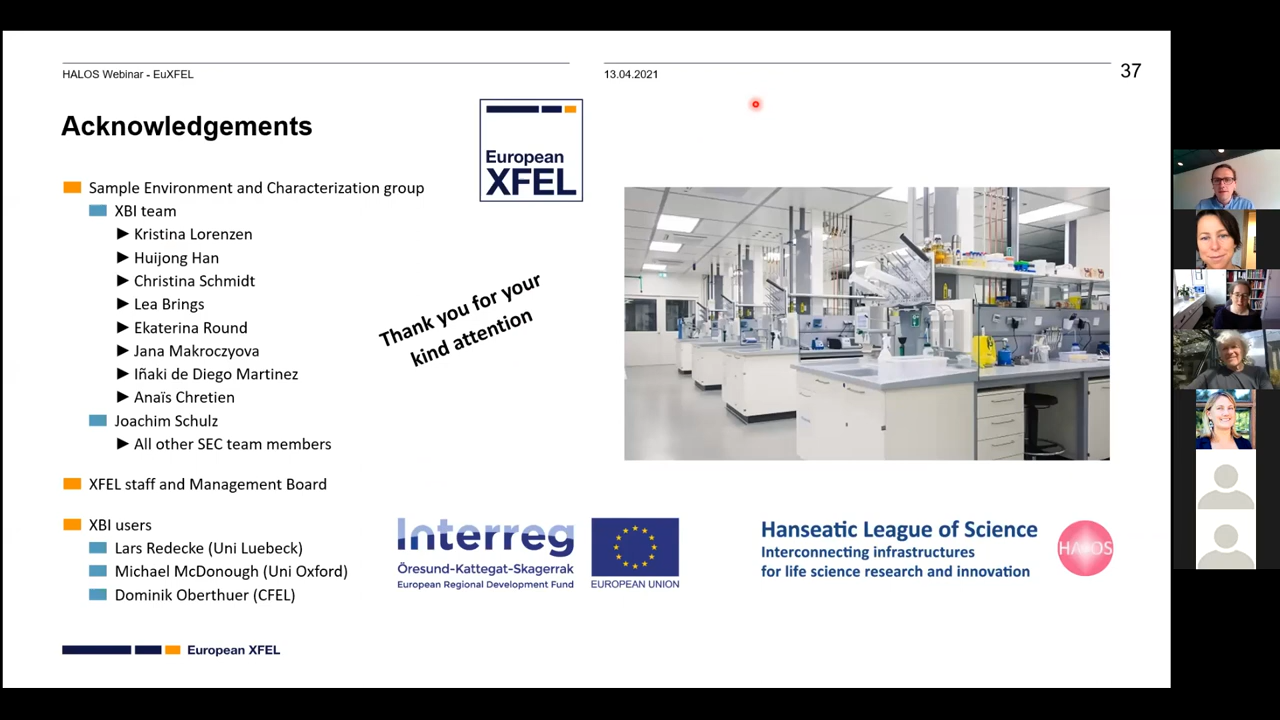 HALOS Webinar - EuXFEL
13.04.2021
37
Acknowledgements
European
XFEL
Sample Environment and Characterization group
XBI team
Kristina Lorenzen
Huijong Han
Christina Schmidt
Lea Brings
Ekaterina Round
Jana Makroczyova
Iñaki de Diego Martinez
Anaïs Chretien
Joachim Schulz
All other SEC team members
Thank you for your
kind attention
XFEL staff and Management Board
XBI users
Lars Redecke (Uni Luebeck)
Michael McDonough (Uni Oxford)
Dominik Oberthuer (CFEL)
Interreg
Öresund-Kattegat-Skagerrak
European Regional Development Fund
EUROPEAN UNION
Hanseatic League of Science
Interconnecting infrastructures
for life science research and innovation
HALOS
European XFEL